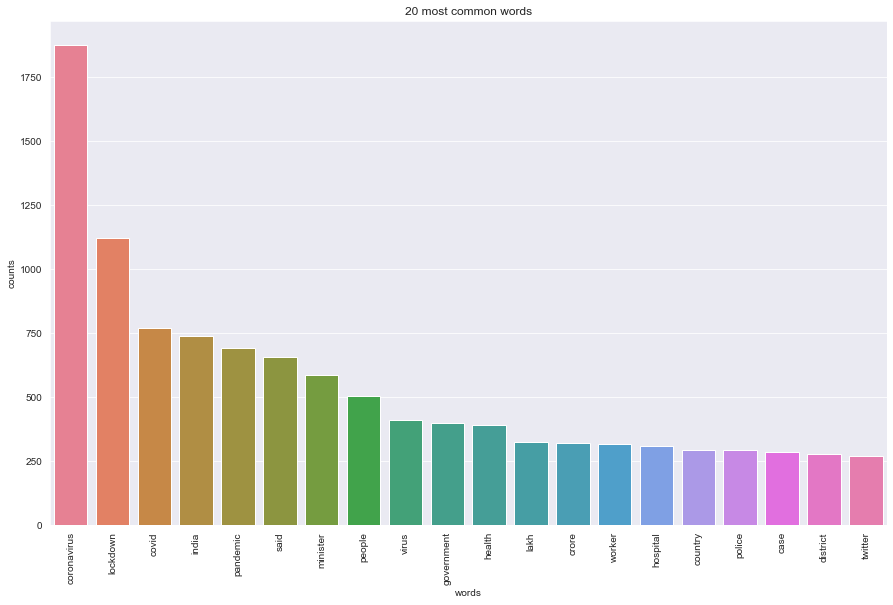 20 most common words
counts
1750
1500
1250
1000
750
500
250
0
coronavirus
lockdown
covid
india
pandemic
said
minister
people
virus
government
health
lakh
crore
worker
hospital
country
police
case
district
twitter
words